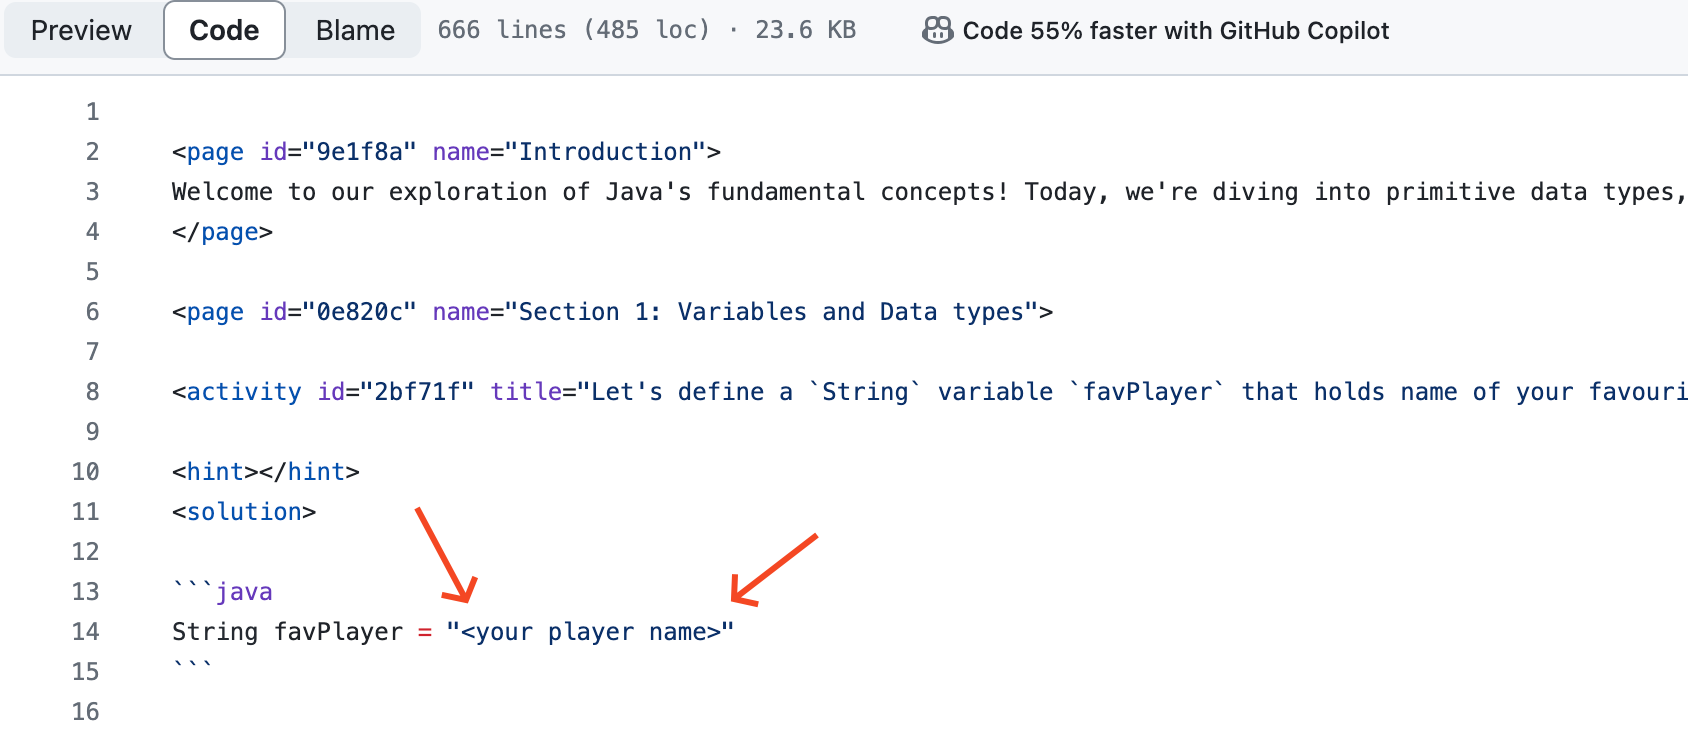 Preview Code Blame 666 lines (485 loc) · 23.6 KB Code 55% faster with GitHub Copilot
1
2 <page id="9e1f8a" name="Introduction">
3 Welcome to our exploration of Java's fundamental concepts! Today, we're diving into primitive data types,
4 </page>
5
6 <page id="0e820c" name="Section 1: Variables and Data types">
7
8 <activity id="2bf71f" title="Let's define a `String` variable `favPlayer` that holds name of your favouri
9
10 <hint></hint>
11 <solution>
12
13 ```java
14 String favPlayer = "<your player name>"
15 ```
16